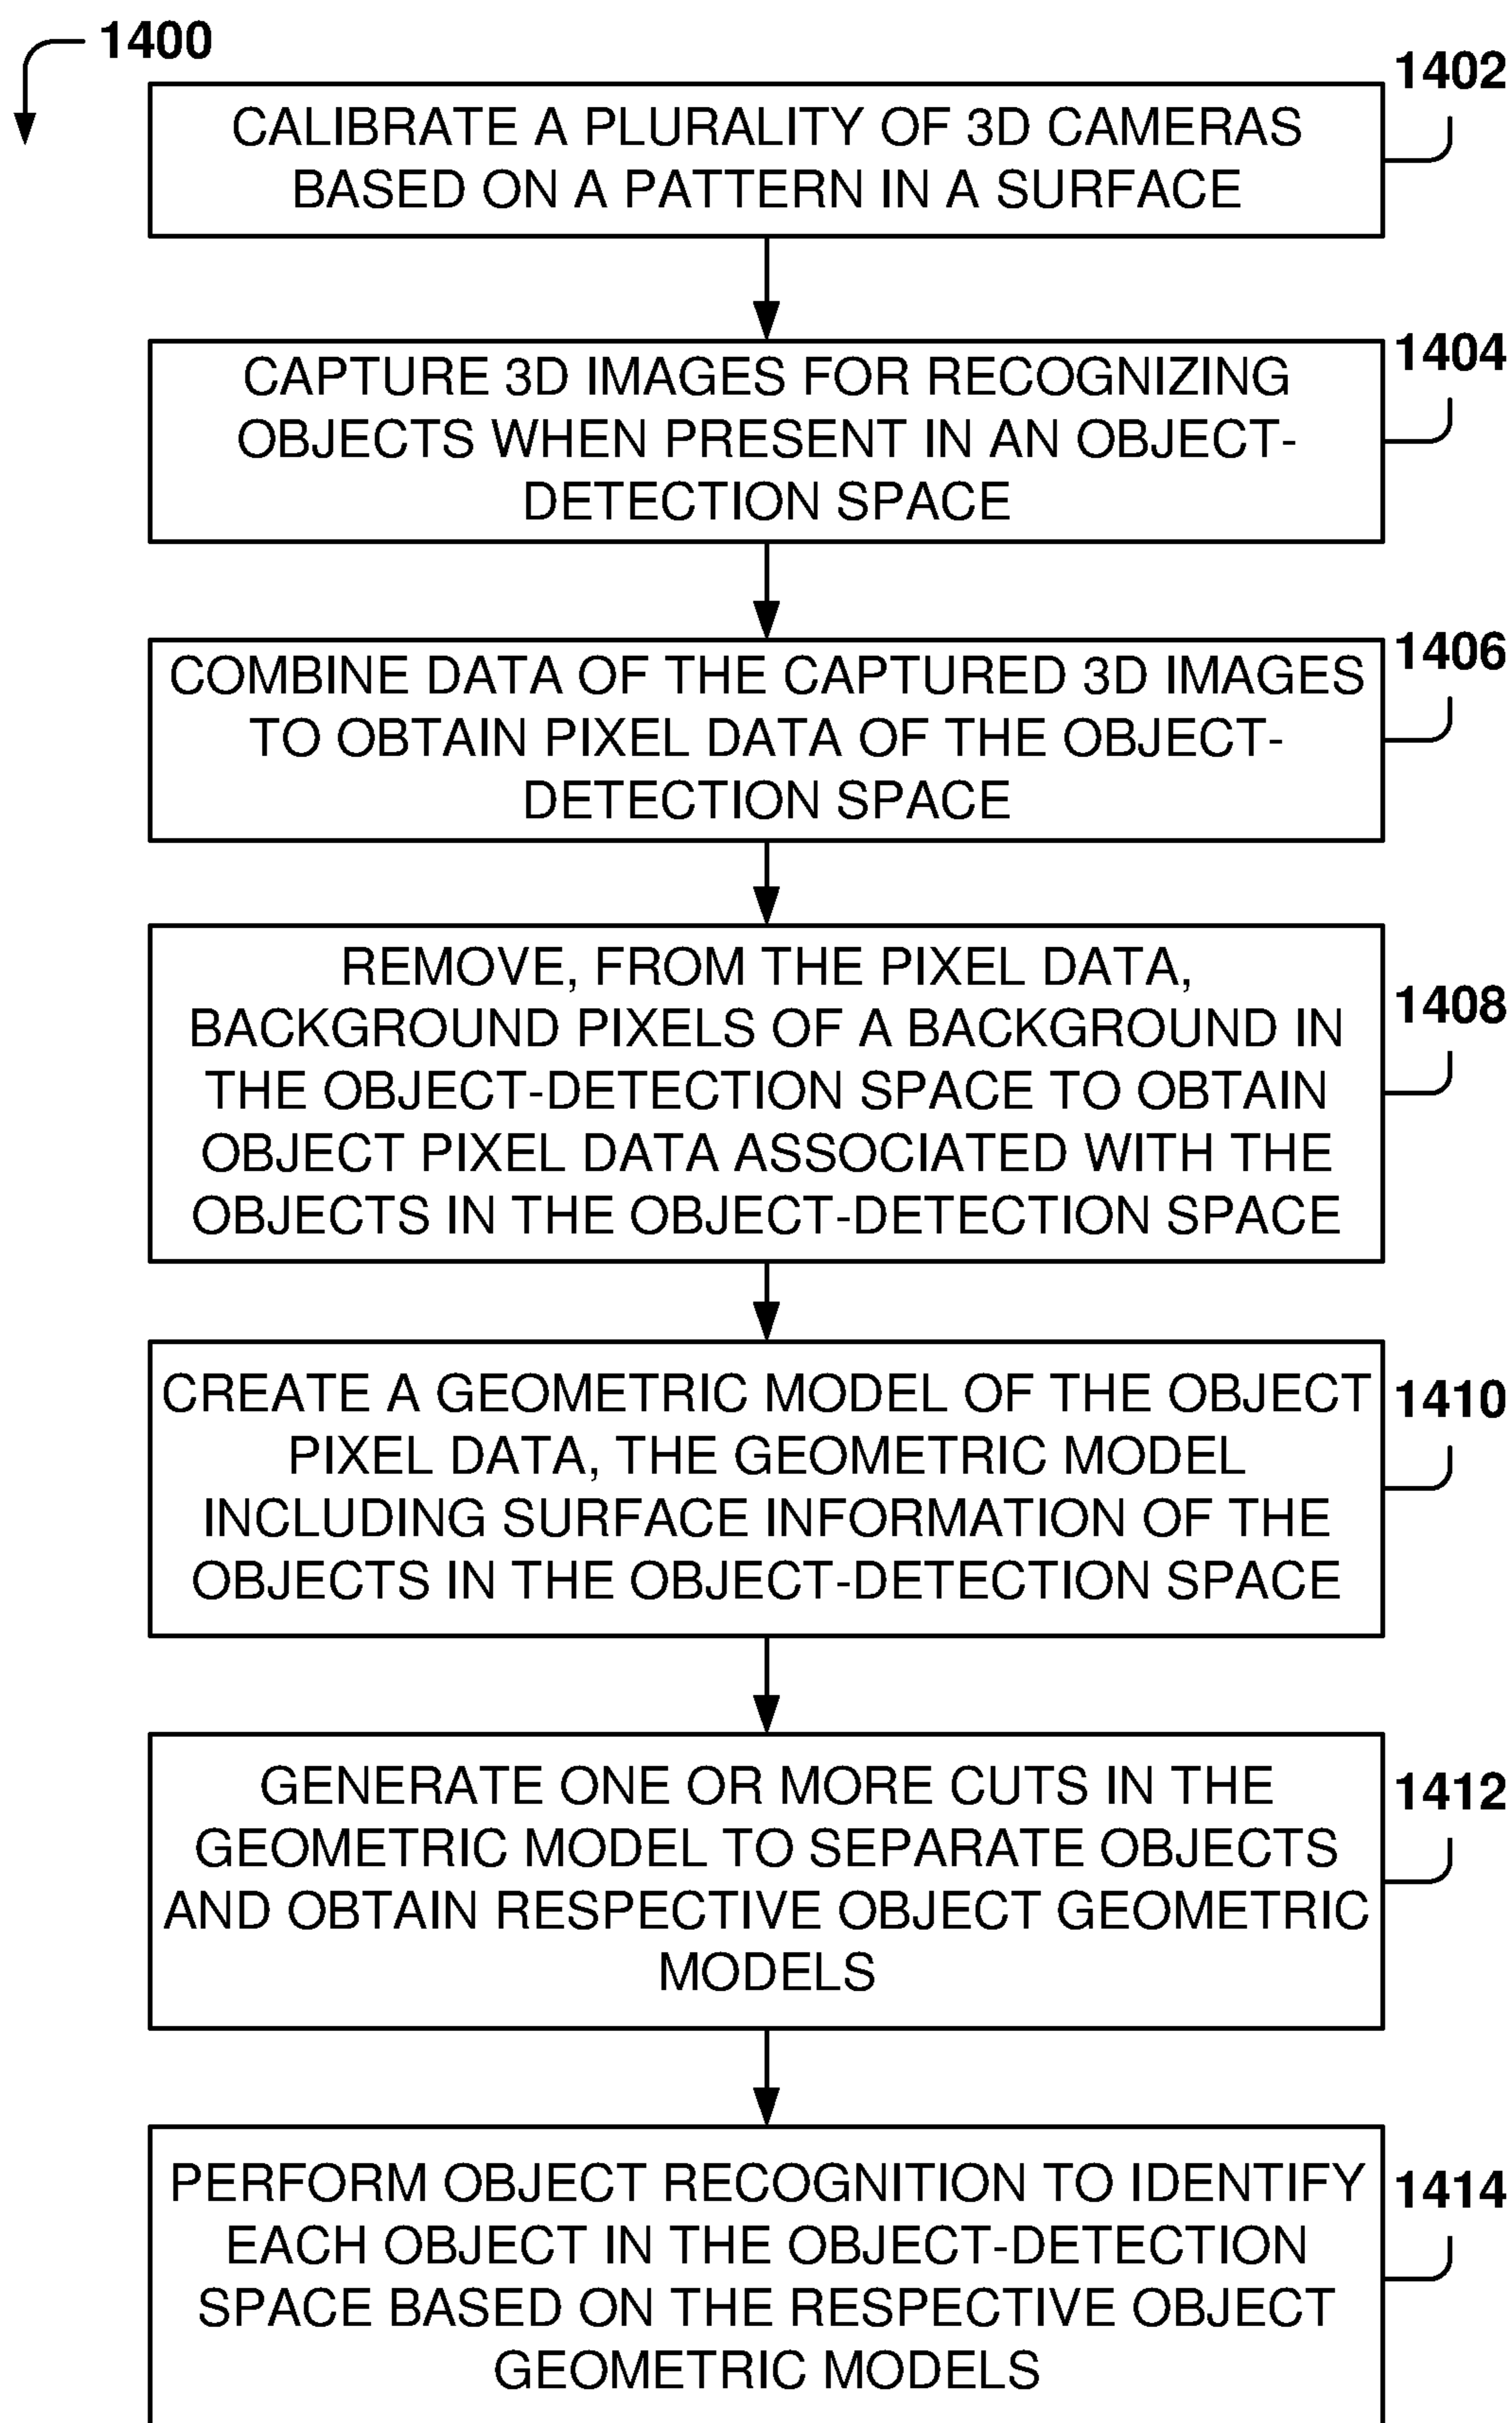 1400
1402
CALIBRATE A PLURALITY OF 3D CAMERAS
BASED ON A PATTERN IN A SURFACE
1404
CAPTURE 3D IMAGES FOR RECOGNIZING
OBJECTS WHEN PRESENT IN AN OBJECT-
DETECTION SPACE
1406
COMBINE DATA OF THE CAPTURED 3D IMAGES
TO OBTAIN PIXEL DATA OF THE OBJECT-
DETECTION SPACE
1408
REMOVE, FROM THE PIXEL DATA,
BACKGROUND PIXELS OF A BACKGROUND IN
THE OBJECT-DETECTION SPACE TO OBTAIN
OBJECT PIXEL DATA ASSOCIATED WITH THE
OBJECTS IN THE OBJECT-DETECTION SPACE
1410
CREATE A GEOMETRIC MODEL OF THE OBJECT
PIXEL DATA, THE GEOMETRIC MODEL
INCLUDING SURFACE INFORMATION OF THE
OBJECTS IN THE OBJECT-DETECTION SPACE
1412
GENERATE ONE OR MORE CUTS IN THE
GEOMETRIC MODEL TO SEPARATE OBJECTS
AND OBTAIN RESPECTIVE OBJECT GEOMETRIC
MODELS
1414
PERFORM OBJECT RECOGNITION TO IDENTIFY
EACH OBJECT IN THE OBJECT-DETECTION
SPACE BASED ON THE RESPECTIVE OBJECT
GEOMETRIC MODELS